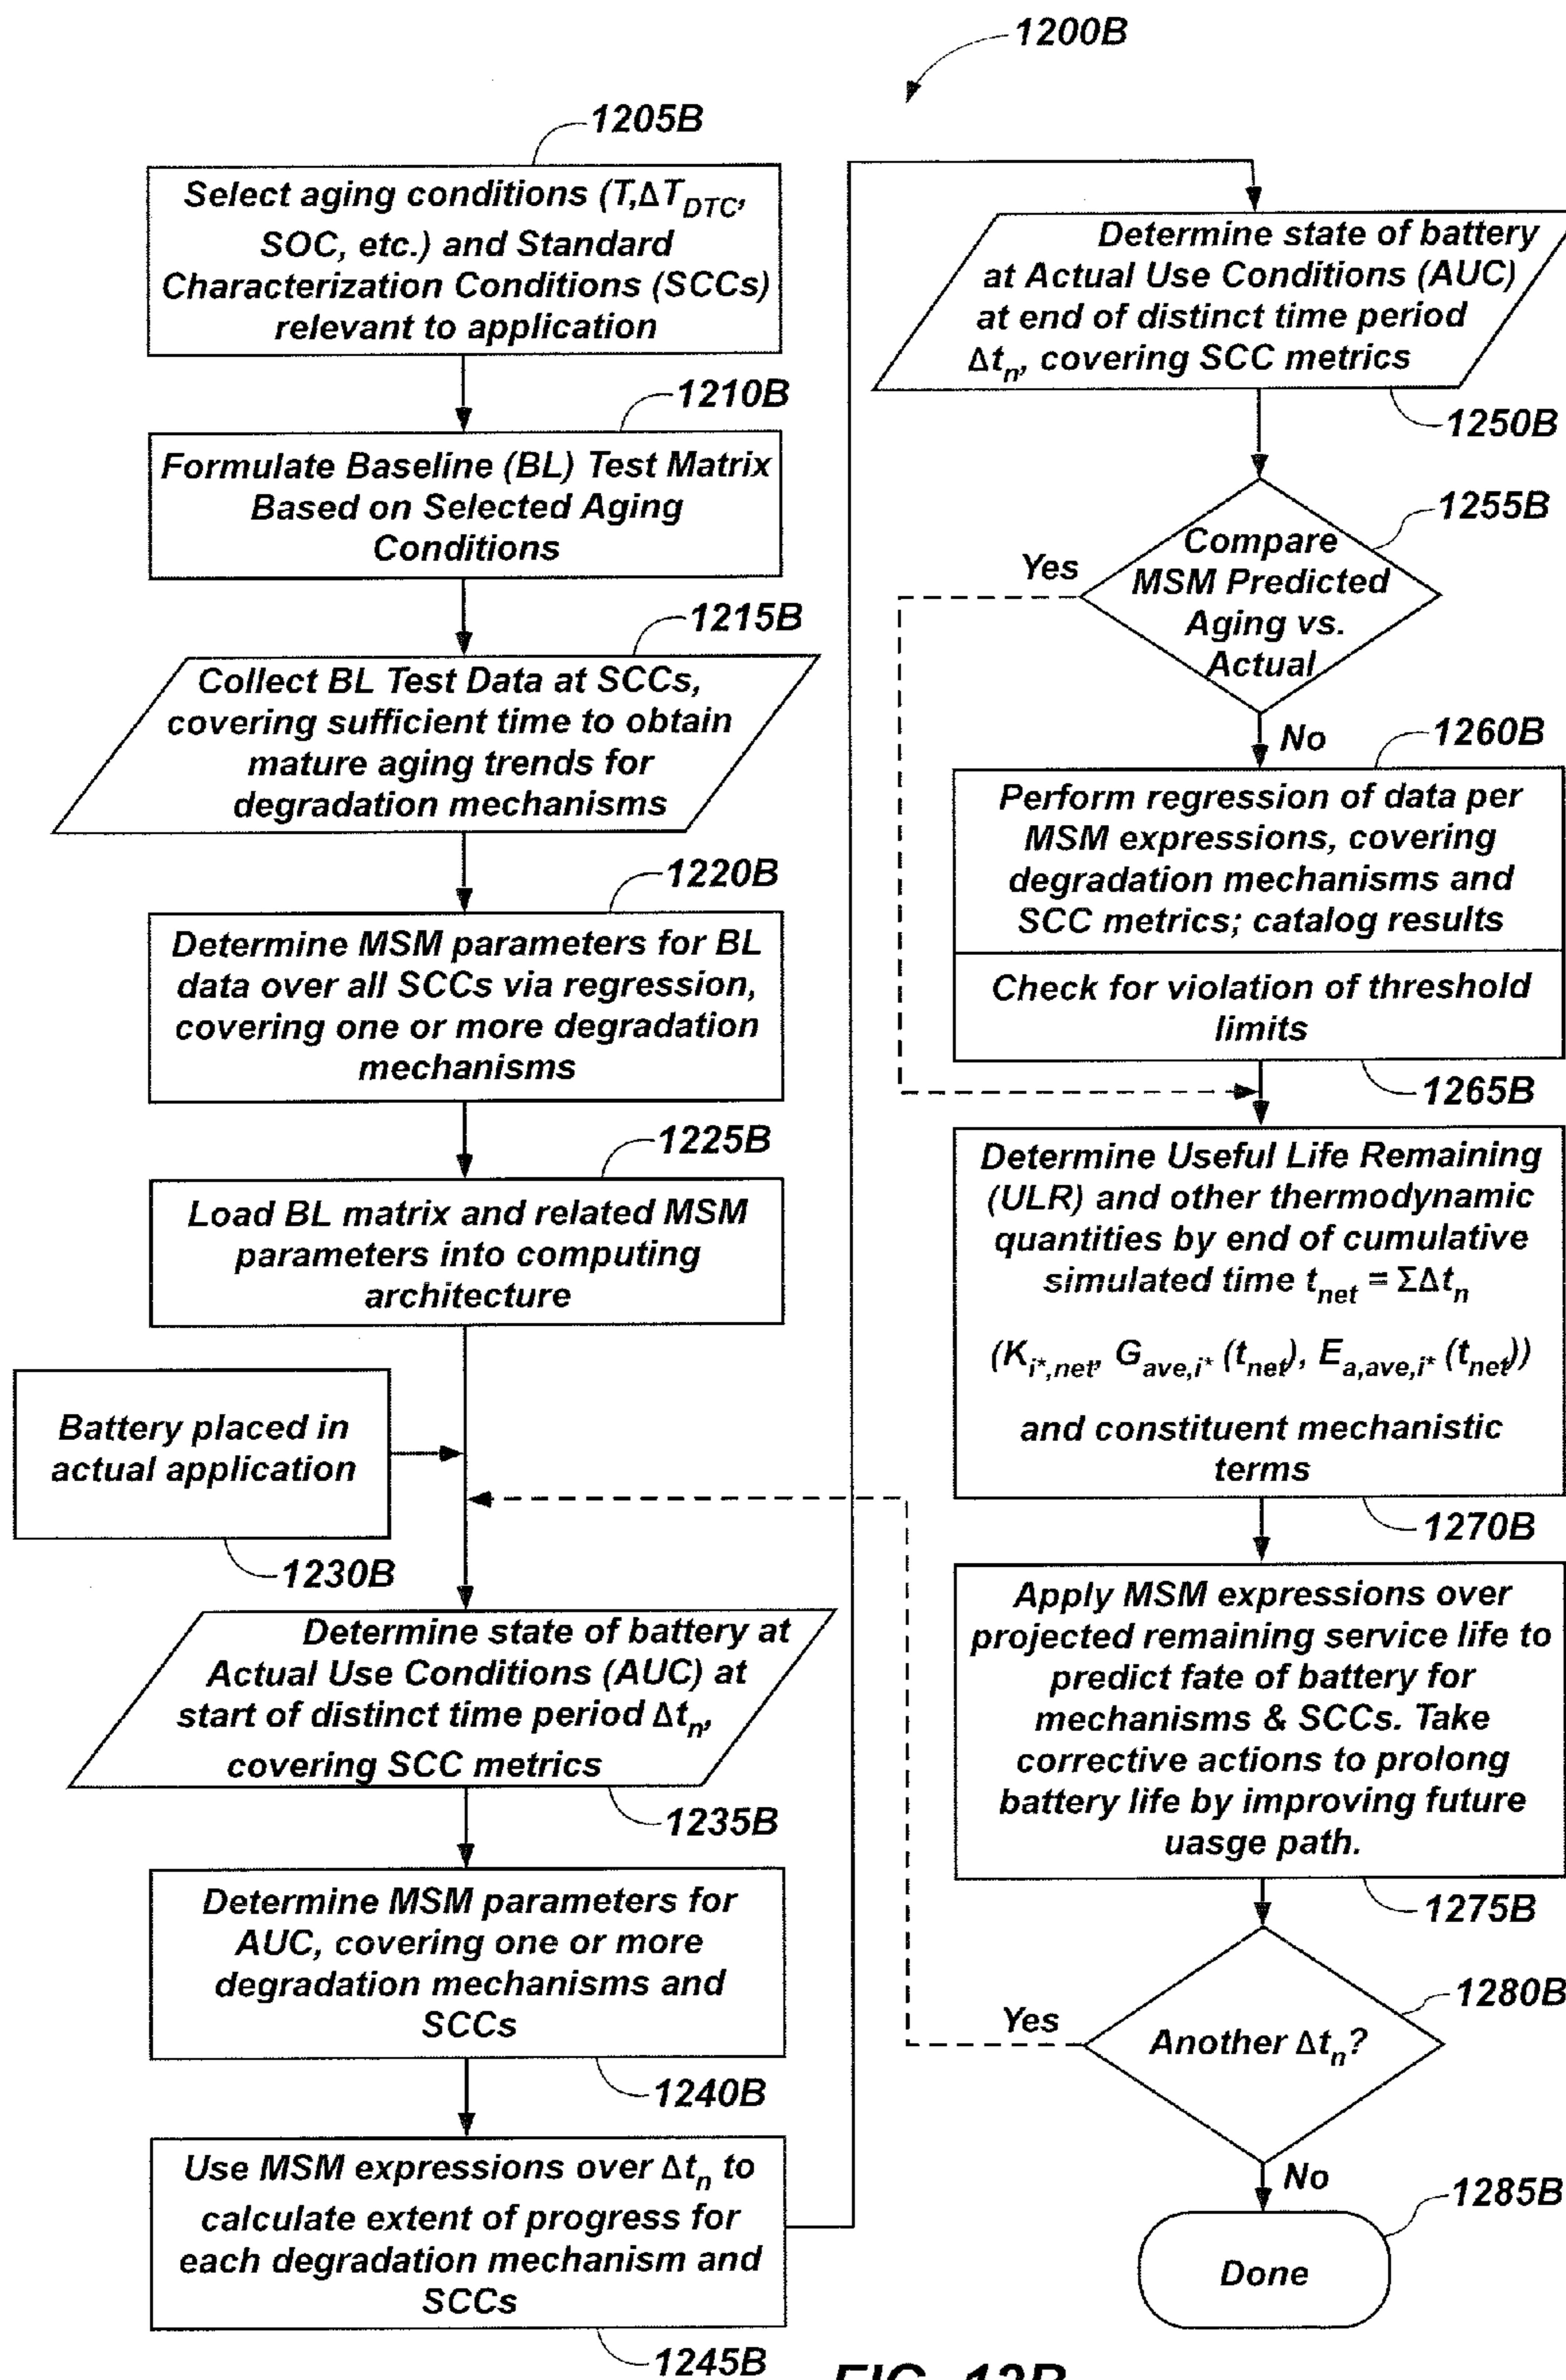 1200B
1205B
Select aging conditions (T,ΔT_DTC,
SOC, etc.) and Standard
Characterization Conditions (SCCs)
relevant to application
1210B
Formulate Baseline (BL) Test Matrix
Based on Selected Aging
Conditions
1215B
Collect BL Test Data at SCCs,
covering sufficient time to obtain
mature aging trends for
degradation mechanisms
1220B
Determine MSM parameters for BL
data over all SCCs via regression,
covering one or more degradation
mechanisms
1225B
Load BL matrix and related MSM
parameters into computing
architecture
Battery placed in
actual application
1230B
Determine state of battery at
Actual Use Conditions (AUC) at
start of distinct time period Δt_n,
covering SCC metrics
1235B
Determine MSM parameters for
AUC, covering one or more
degradation mechanisms and
SCCs
1240B
Use MSM expressions over Δt_n to
calculate extent of progress for
each degradation mechanism and
SCCs
1245B
Determine state of battery
at Actual Use Conditions (AUC)
at end of distinct time period
Δt_n, covering SCC metrics
1250B
1255B
Compare
MSM Predicted
Aging vs.
Actual
Yes
No
1260B
Perform regression of data per
MSM expressions, covering
degradation mechanisms and
SCC metrics; catalog results
Check for violation of threshold
limits
1265B
Determine Useful Life Remaining
(ULR) and other thermodynamic
quantities by end of cumulative
simulated time t_net = ΣΔt_n
(K_i*,net, G_ave,i* (t_net), E_a,ave,i* (t_net))
and constituent mechanistic
terms
1270B
Apply MSM expressions over
projected remaining service life to
predict fate of battery for
mechanisms & SCCs. Take
corrective actions to prolong
battery life by improving future
uasge path.
1275B
1280B
Another Δt_n?
Yes
No
1285B
Done
FIG. 12B